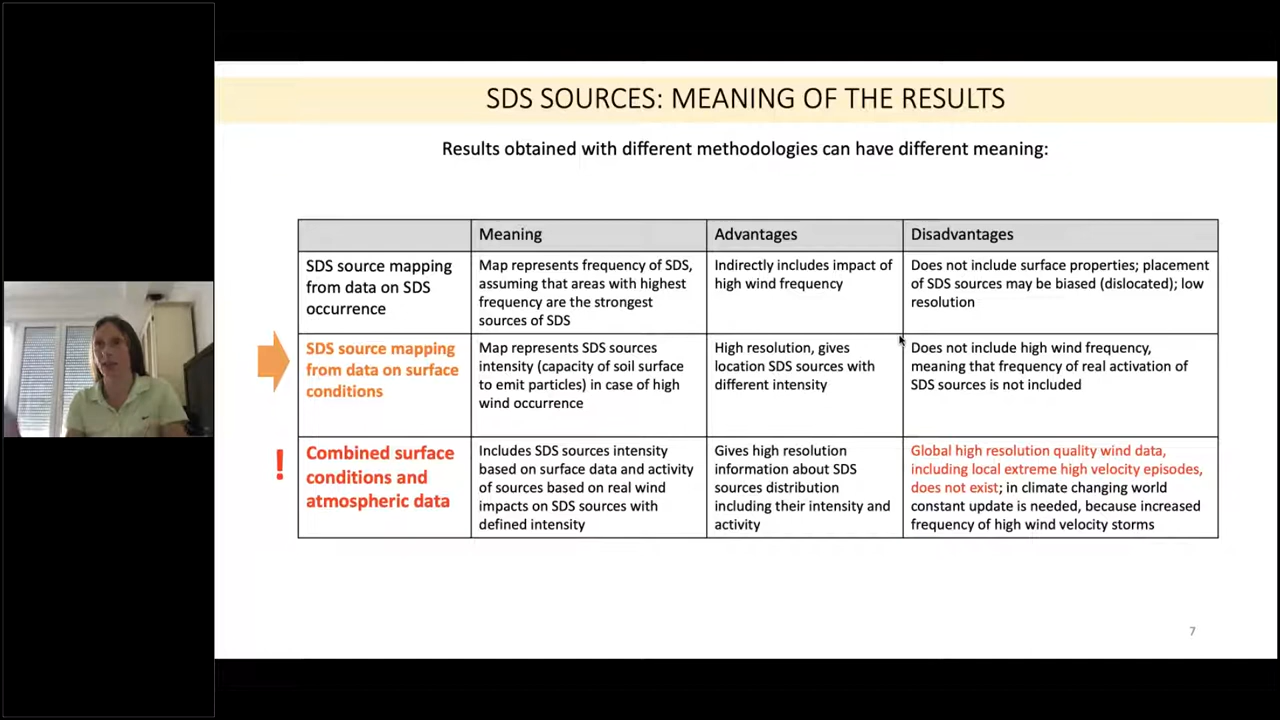 SDS SOURCES: MEANING OF THE RESULTS
Results obtained with different methodologies can have different meaning:
Meaning
Advantages
Disadvantages
SDS source mapping
from data on SDS
occurrence
Map represents frequency of SDS,
assuming that areas with highest
frequency are the strongest
sources of SDS
Indirectly includes impact of
high wind frequency
Does not include surface properties; placement
of SDS sources may be biased (dislocated); low
resolution
SDS source mapping
from data on surface
conditions
Map represents SDS sources
intensity (capacity of soil surface
to emit particles) in case of high
wind occurrence
High resolution, gives
location SDS sources with
different intensity
Does not include high wind frequency,
meaning that frequency of real activation of
SDS sources is not included
!
Combined surface
conditions and
atmospheric data
Includes SDS sources intensity
based on surface data and activity
of sources based on real wind
impacts on SDS sources with
defined intensity
Gives high resolution
information about SDS
sources distribution
including their intensity and
activity
Global high resolution quality wind data,
including local extreme high velocity episodes,
does not exist; in climate changing world
constant update is needed, because increased
frequency of high wind velocity storms
7